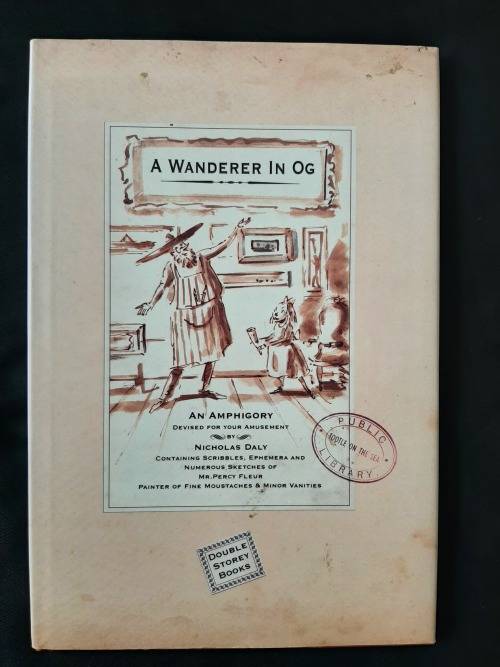 A WANDERER IN OG
AN AMPHIGORY
DEVISED FOR YOUR AMUSEMENT
BY
NICHOLAS DALY
CONTAINING SCRIBBLES, EPHEMERA AND
NUMEROUS SKETCHES OF
MR.PERCY FLEUR
PAINTER OF FINE MOUSTACHES & MINOR VANITIES
PUBLIC
TOOTLE ON THE SEA
LIBRARY
DOUBLE
STOREY
BOOKS